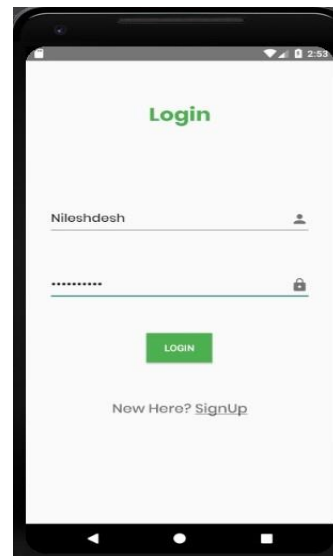 2:53
Login
Nileshdesh
••••••••••
LOGIN
New Here? SignUp